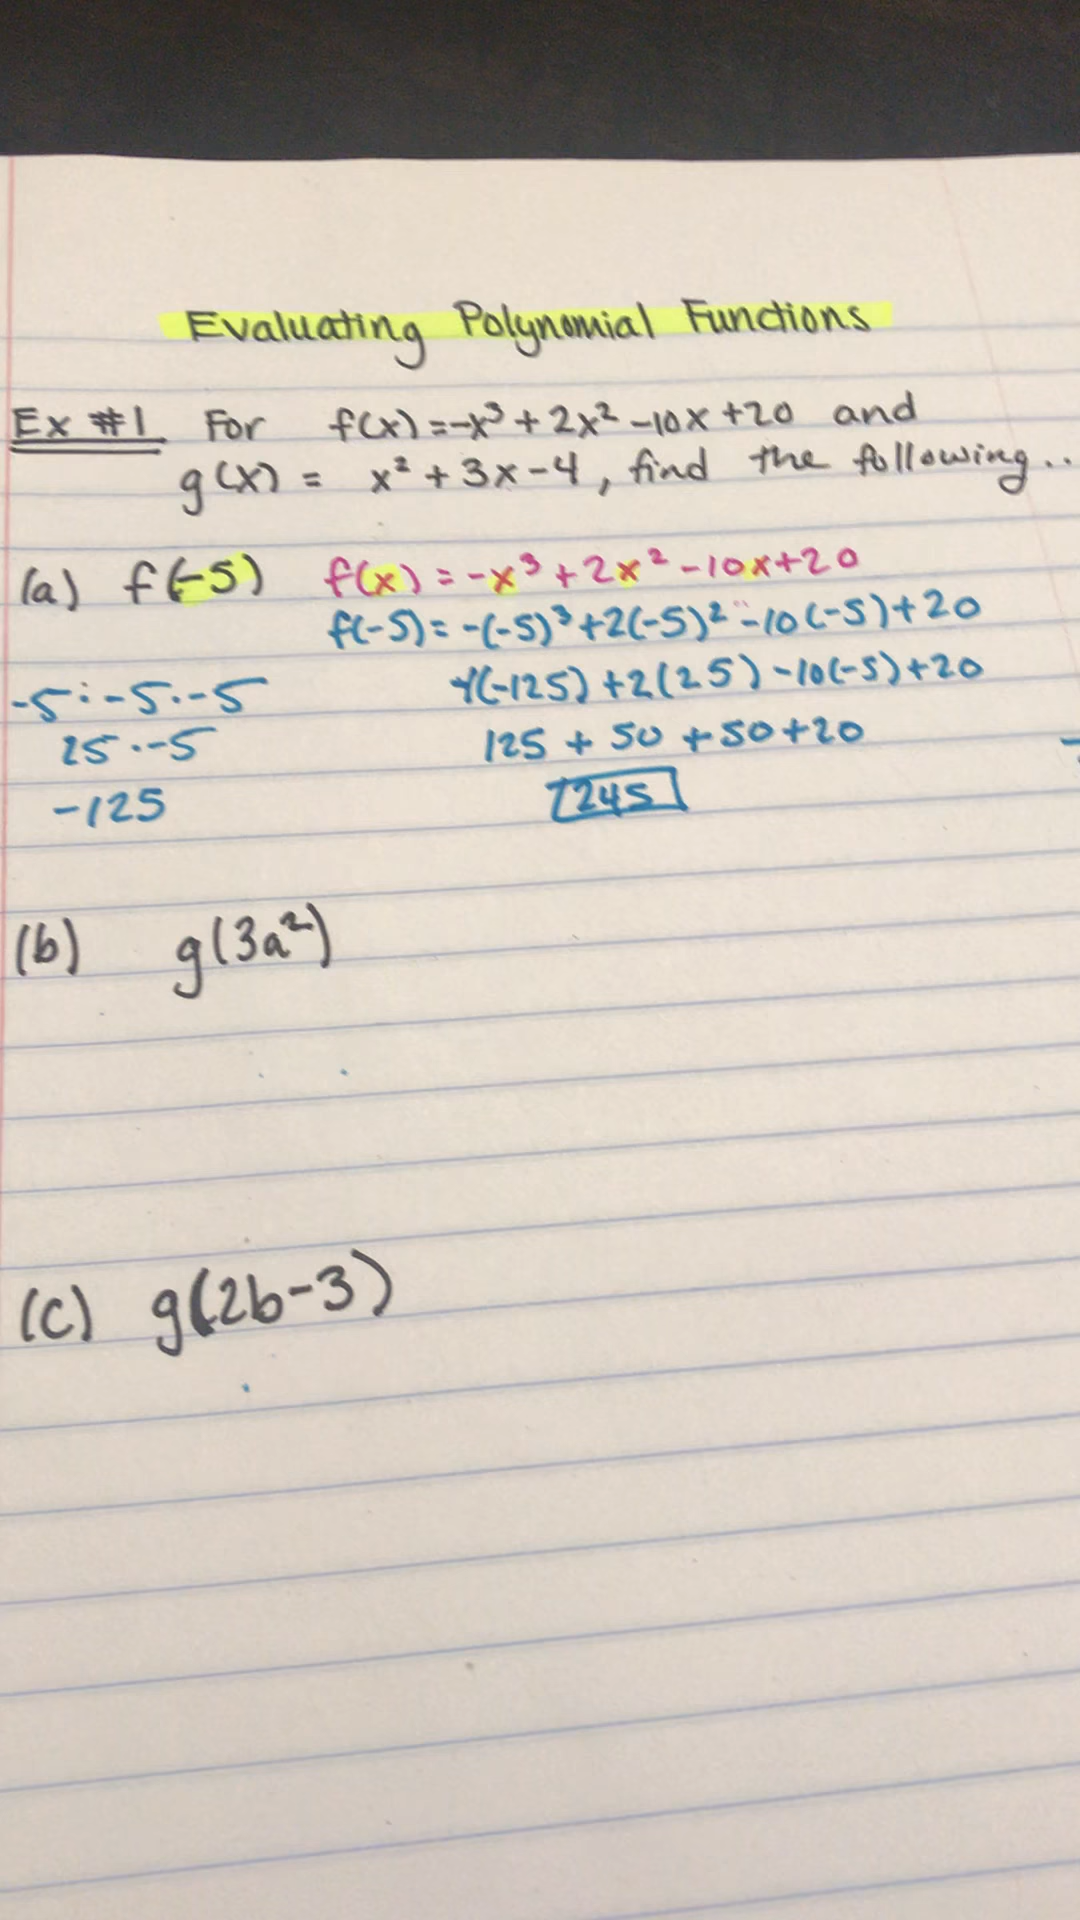 Evaluating Polynomial Functions
Ex #1 For f(x) = -x³ + 2x² - 10x + 20 and
g(x) = x² + 3x - 4, find the following..
(a) f(-5) f(x) = -x³ + 2x² - 10x + 20
f(-5) = -(-5)³ + 2(-5)² - 10(-5) + 20
-5 · -5 · -5 -1(-125) + 2(25) - 10(-5) + 20
25 · -5 125 + 50 + 50 + 20
-125 245
(b) g(3a²)
(c) g(2b-3)